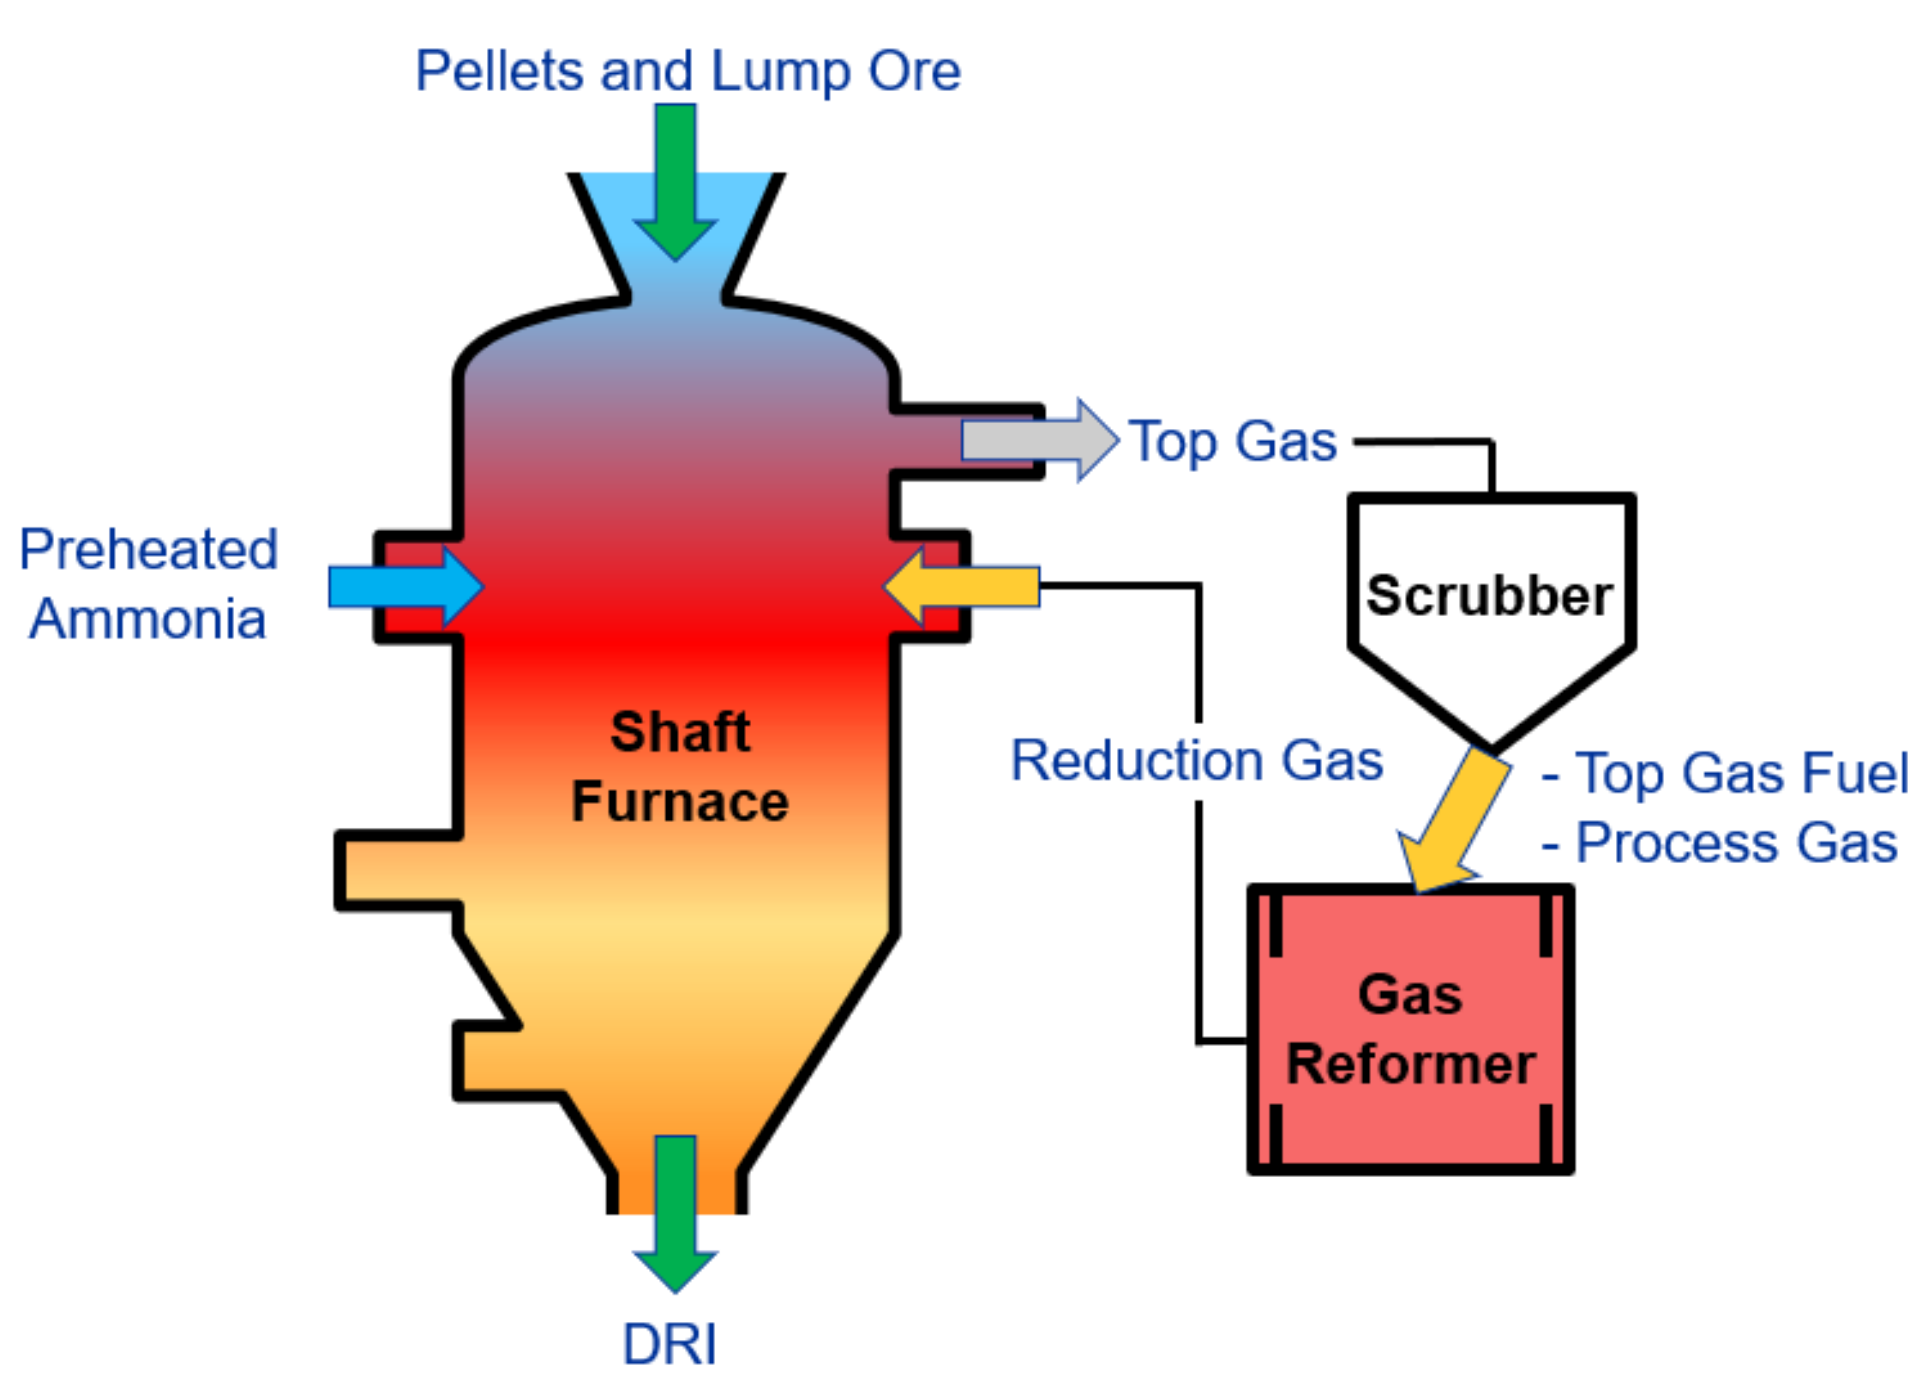 Pellets and Lump Ore
Top Gas
Preheated
Ammonia
Scrubber
Shaft
Furnace
Reduction Gas
- Top Gas Fuel
- Process Gas
Gas
Reformer
DRI